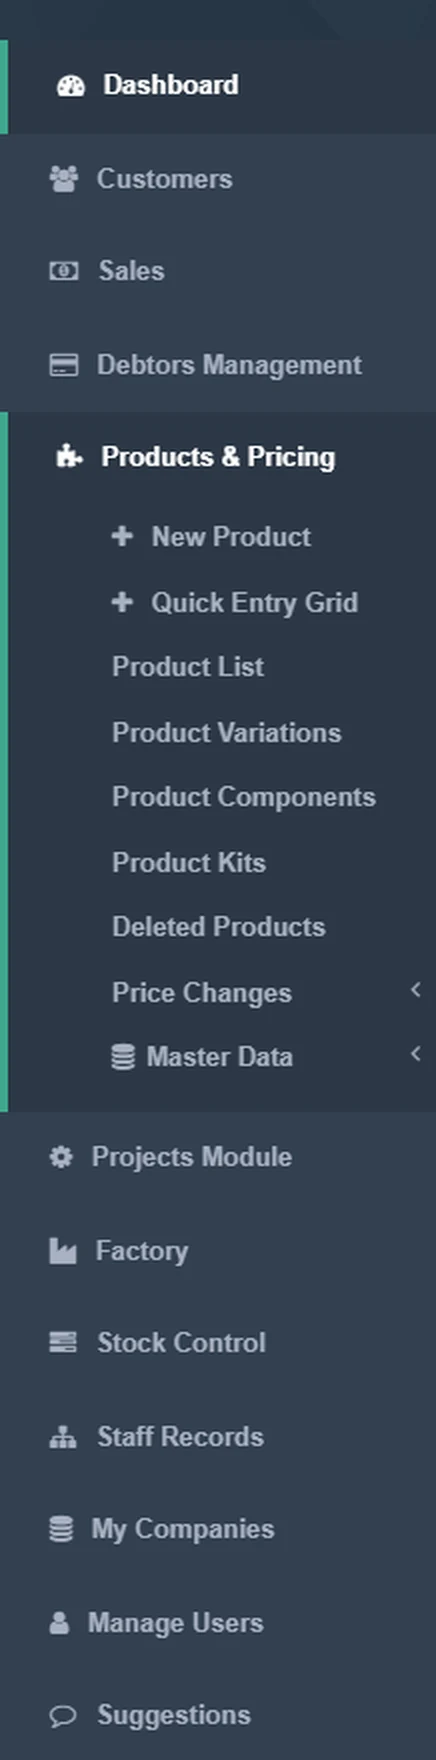 Dashboard
Customers
Sales
Debtors Management
Products & Pricing
New Product
Quick Entry Grid
Product List
Product Variations
Product Components
Product Kits
Deleted Products
Price Changes
Master Data
Projects Module
Factory
Stock Control
Staff Records
My Companies
Manage Users
Suggestions